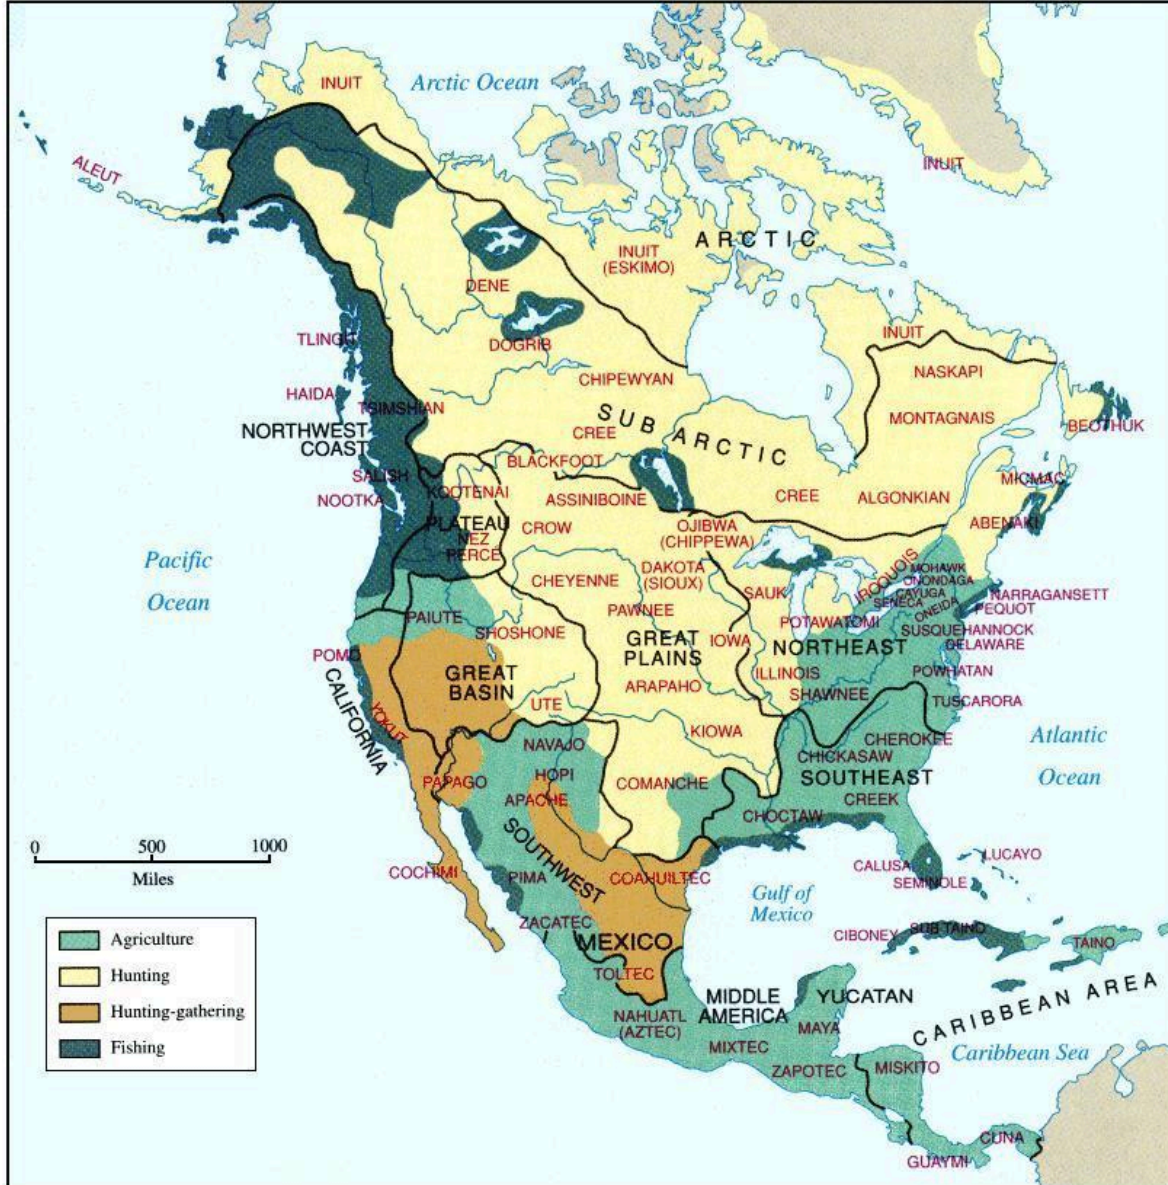 INUIT
Arctic Ocean
ALEUT
INUIT
ARCTIC
INUIT
(ESKIMO)
DENE
INUIT
TLINGIT
DOGRIB
NASKAPI
CHIPEWYAN
HAIDA
TSIMSHIAN
SUB ARCTIC
MONTAGNAIS
BEOTHUK
NORTHWEST
COAST
CREE
BLACKFOOT
SALISH
MICMAC
NOOTKA
KOOTENAI
ASSINIBOINE
CREE
ALGONKIAN
PLATEAU
CROW
OJIBWA
(CHIPPEWA)
ABENAKI
NEZ
PERCE
Pacific
Ocean
IROQUOIS
MOHAWK
ONONDAGA
CAYUGA
SENECA
ONEIDA
CHEYENNE
DAKOTA
(SIOUX)
SAUK
NARRAGANSETT
PEQUOT
PAIUTE
PAWNEE
POTAWATOMI
SUSQUEHANNOCK
SHOSHONE
GREAT
PLAINS
IOWA
NORTHEAST
DELAWARE
POMO
GREAT
BASIN
ILLINOIS
POWHATAN
CALIFORNIA
ARAPAHO
SHAWNEE
YOKUT
UTE
TUSCARORA
KIOWA
CHEROKEE
Atlantic
Ocean
NAVAJO
CHICKASAW
PAPAGO
HOPI
COMANCHE
SOUTHEAST
APACHE
CREEK
CHOCTAW
SOUTHWEST
0 500 1000
Miles
COCHIMI
PIMA
COAHUILTEC
CALUSA
LUCAYO
SEMINOLE
Gulf of
Mexico
ZACATEC
CIBONEY
SUB TAINO
TAINO
MEXICO
TOLTEC
MIDDLE
AMERICA
YUCATAN
CARIBBEAN AREA
NAHUATL
(AZTEC)
MAYA
MIXTEC
Caribbean Sea
ZAPOTEC
MISKITO
CUNA
GUAYMI
Agriculture
Hunting
Hunting-gathering
Fishing